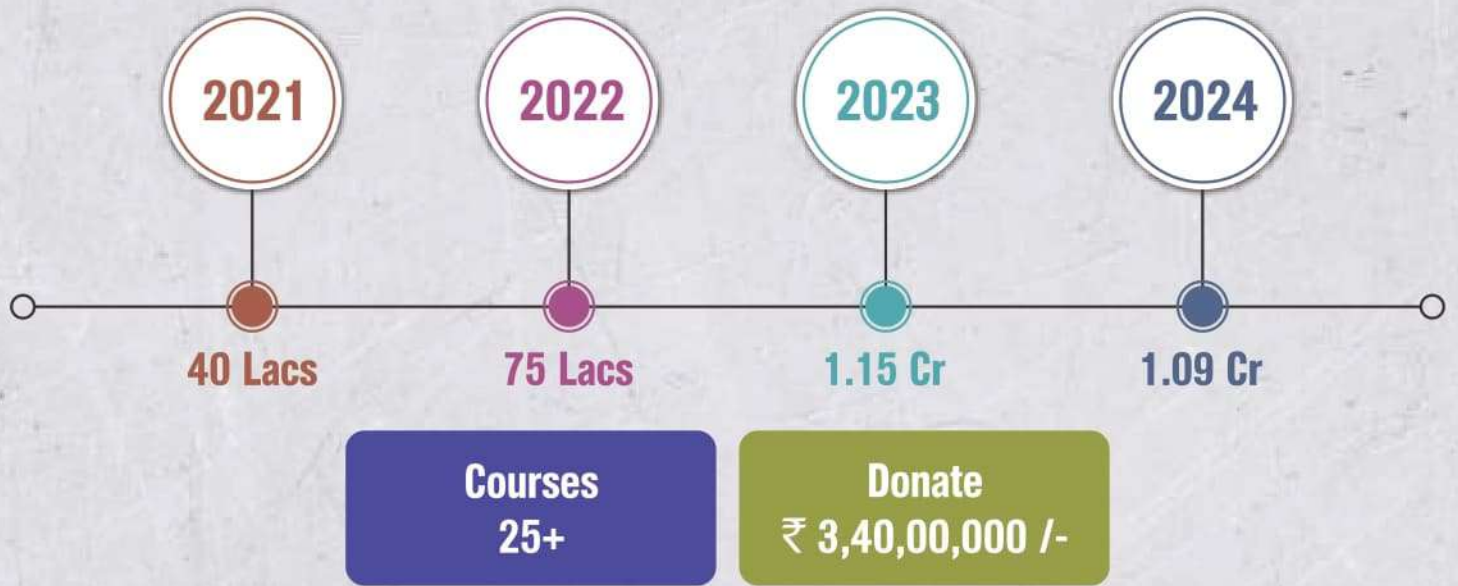 2021
2022
2023
2024
40 Lacs
75 Lacs
1.15 Cr
1.09 Cr
Courses
25+
Donate
₹ 3,40,00,000 /-